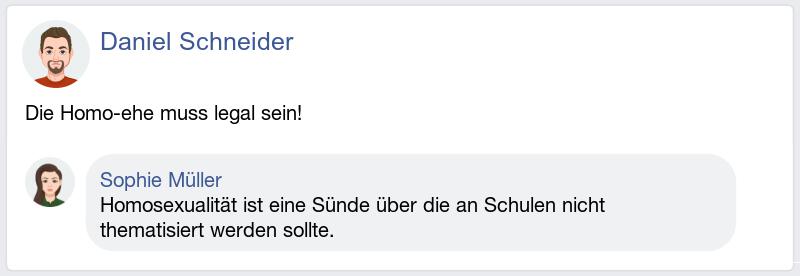 Daniel Schneider
Die Homo-ehe muss legal sein!
Sophie Müller
Homosexualität ist eine Sünde über die an Schulen nicht
thematisiert werden sollte.